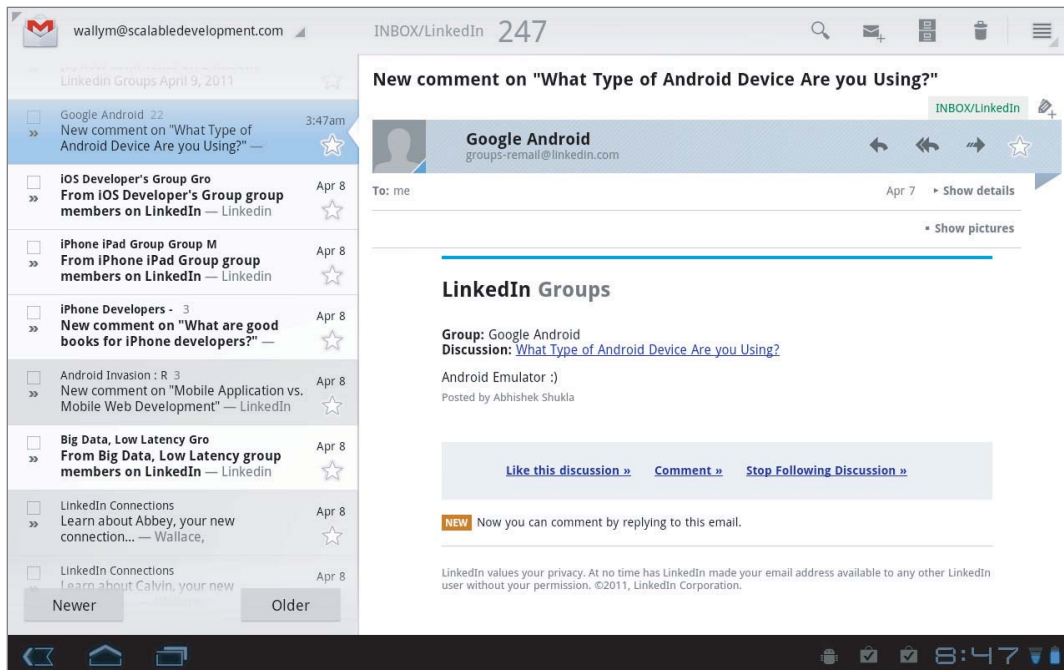 wallym@scalabledevelopment.com
INBOX/LinkedIn 247
Linkedin Groups April 9, 2011
Google Android 22
3:47am
New comment on "What Type of
Android Device Are you Using?" —
iOS Developer's Group Gro
Apr 8
From iOS Developer's Group group
members on LinkedIn — Linkedin
iPhone iPad Group Group M
Apr 8
From iPhone iPad Group group
members on LinkedIn — Linkedin
iPhone Developers - 3
Apr 8
New comment on "What are good
books for iPhone developers?" —
Android Invasion : R 3
Apr 8
New comment on "Mobile Application vs.
Mobile Web Development" — LinkedIn
Big Data, Low Latency Gro
Apr 8
From Big Data, Low Latency group
members on LinkedIn — Linkedin
LinkedIn Connections
Apr 8
Learn about Abbey, your new
connection... — Wallace,
LinkedIn Connections
Apr 8
Learn about Calvin, your new
Newer
Older
New comment on "What Type of Android Device Are you Using?"
INBOX/LinkedIn
Google Android
groups-remail@linkedin.com
To: me
Apr 7
Show details
Show pictures
LinkedIn Groups
Group: Google Android
Discussion: What Type of Android Device Are you Using?
Android Emulator :)
Posted by Abhishek Shukla
Like this discussion » Comment » Stop Following Discussion »
NEW Now you can comment by replying to this email.
LinkedIn values your privacy. At no time has LinkedIn made your email address available to any other LinkedIn
user without your permission. ©2011, LinkedIn Corporation.
8:47